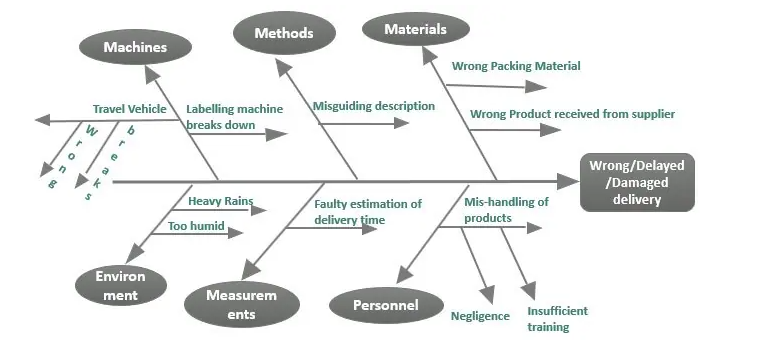 Machines
Methods
Materials
Wrong Packing Material
Travel Vehicle
Labelling machine
breaks down
Misguiding description
Wrong Product received from supplier
Wrong
breaks
Wrong/Delayed
/Damaged
delivery
Heavy Rains
Too humid
Faulty estimation of
delivery time
Mis-handling of
products
Environ
ment
Measurem
ents
Personnel
Negligence
Insufficient
training